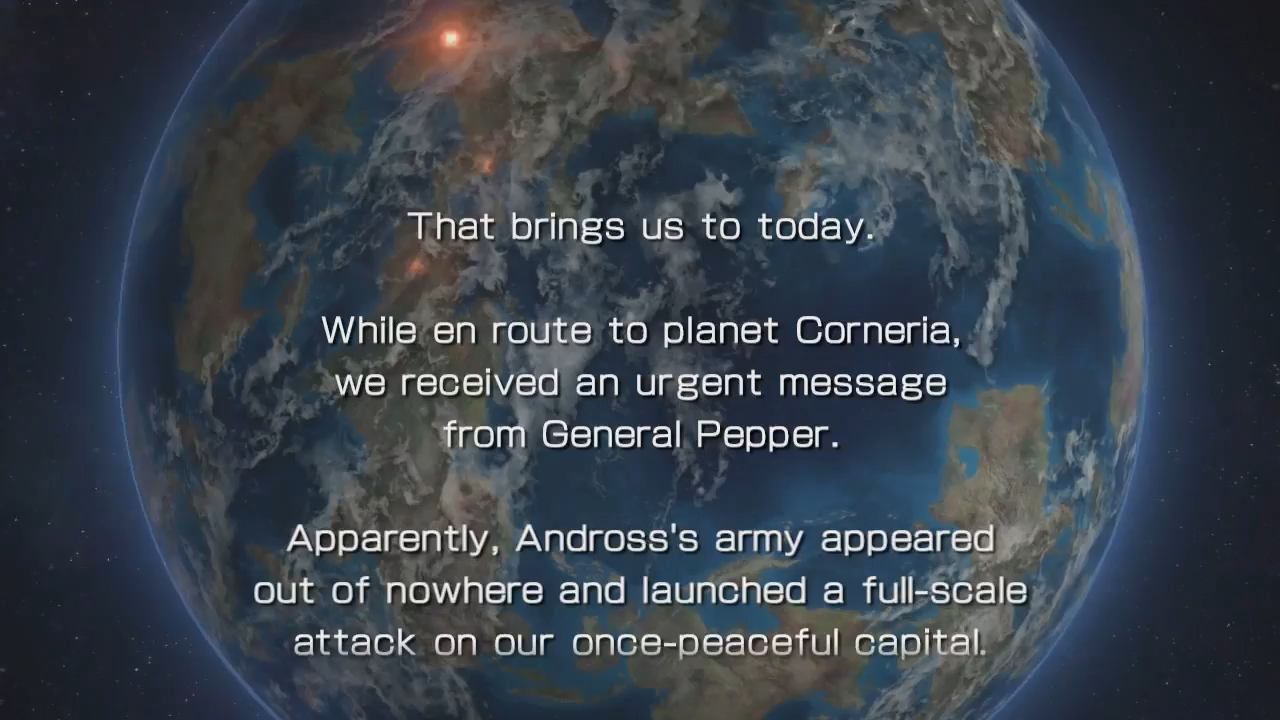 That brings us to today.
While en route to planet Corneria,
we received an urgent message
from General Pepper.
Apparently, Andross's army appeared
out of nowhere and launched a full-scale
attack on our once-peaceful capital.